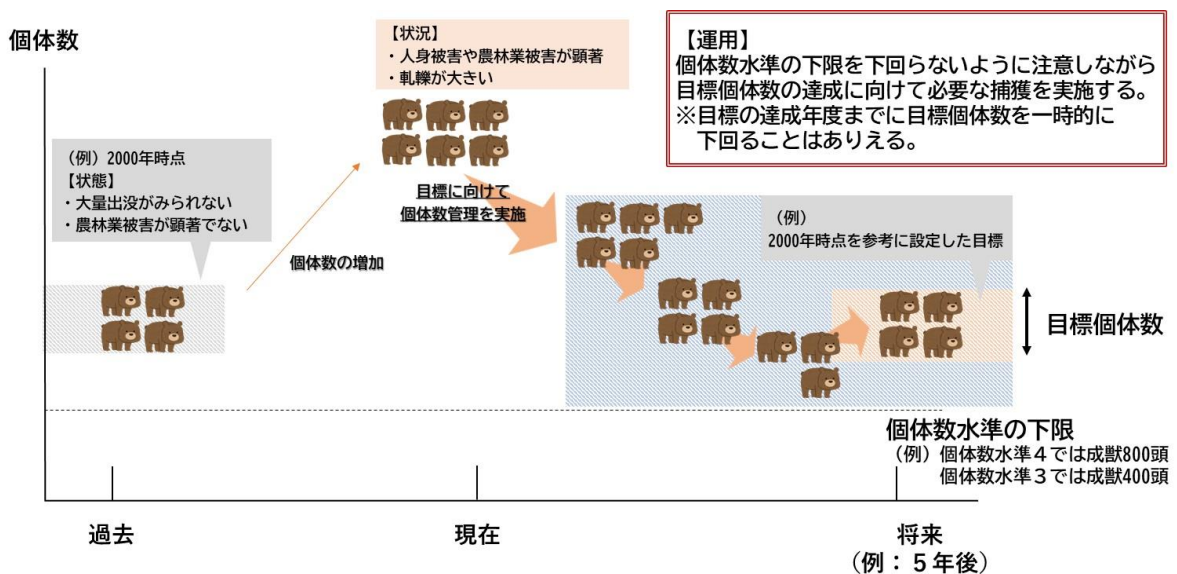 個体数
【状況】
・人身被害や農林業被害が顕著
・軋轢が大きい
【運用】
個体数水準の下限を下回らないように注意しながら
目標個体数の達成に向けて必要な捕獲を実施する。
※目標の達成年度までに目標個体数を一時的に
下回ることはありえる。
（例）2000年時点
【状態】
・大量出没がみられない
・農林業被害が顕著でない
目標に向けて
個体数管理を実施
（例）
2000年時点を参考に設定した目標
個体数の増加
目標個体数
個体数水準の下限
（例）個体数水準４では成獣800頭
個体数水準３では成獣400頭
過去
現在
将来
（例：５年後）